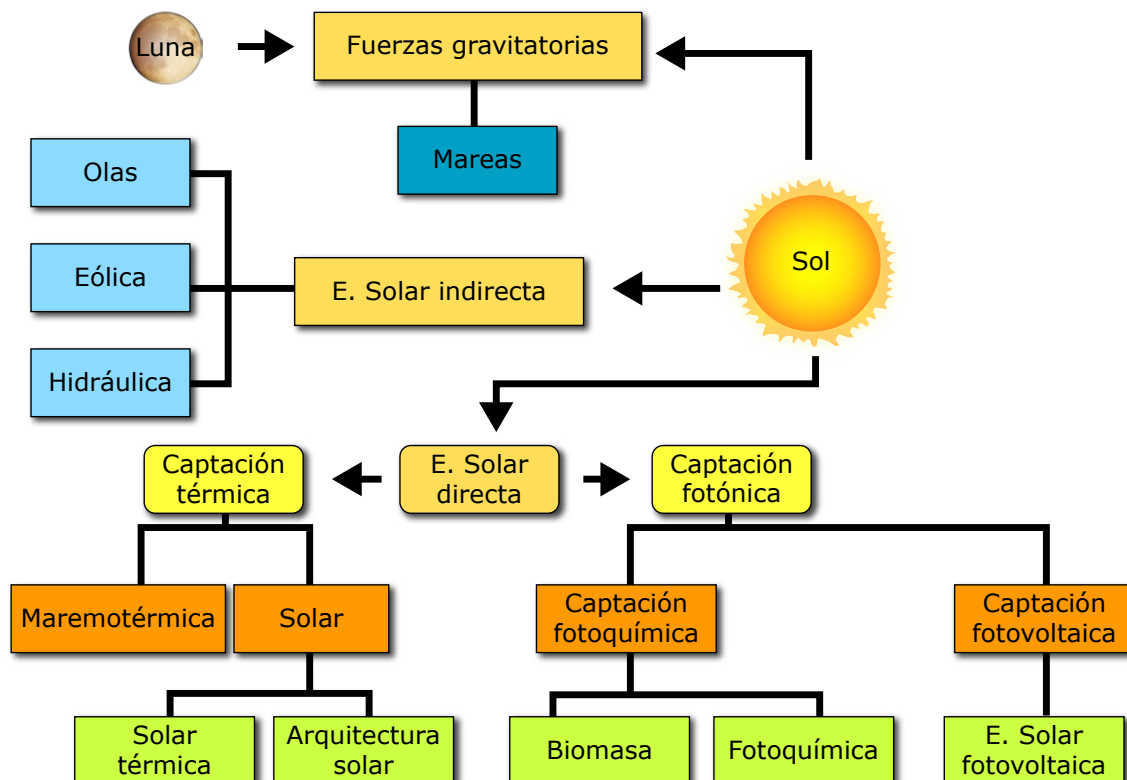 Luna
Fuerzas gravitatorias
Mareas
Olas
Eólica
Hidráulica
E. Solar indirecta
Sol
Captación
térmica
E. Solar
directa
Captación
fotónica
Maremotérmica
Solar
Captación
fotoquímica
Captación
fotovoltaica
Solar
térmica
Arquitectura
solar
Biomasa
Fotoquímica
E. Solar
fotovoltaica